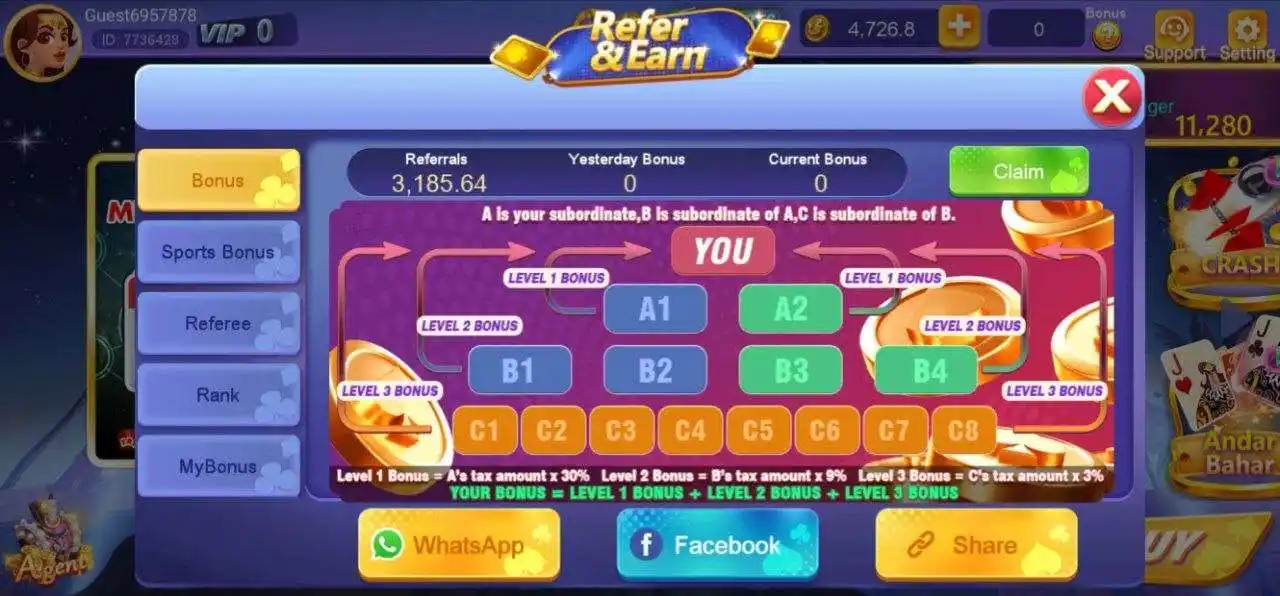 Guest6957878
ID: 7736428
VIP 0
Refer
&Earn
4,726.8
0
Bonus
Support
Setting
ger
11,280
Bonus
Sports Bonus
Referee
Rank
MyBonus
Referrals
3,185.64
Yesterday Bonus
0
Current Bonus
0
Claim
A is your subordinate,B is subordinate of A,C is subordinate of B.
YOU
LEVEL 1 BONUS
LEVEL 1 BONUS
A1
A2
LEVEL 2 BONUS
LEVEL 2 BONUS
B1
B2
B3
B4
LEVEL 3 BONUS
LEVEL 3 BONUS
C1
C2
C3
C4
C5
C6
C7
C8
Level 1 Bonus = A's tax amount x 30% Level 2 Bonus = B's tax amount x 9% Level 3 Bonus = C's tax amount x 3%
YOUR BONUS = LEVEL 1 BONUS + LEVEL 2 BONUS + LEVEL 3 BONUS
WhatsApp
Facebook
Share
M
CRASH
J
J
Andar
Bahar
Agent
UY